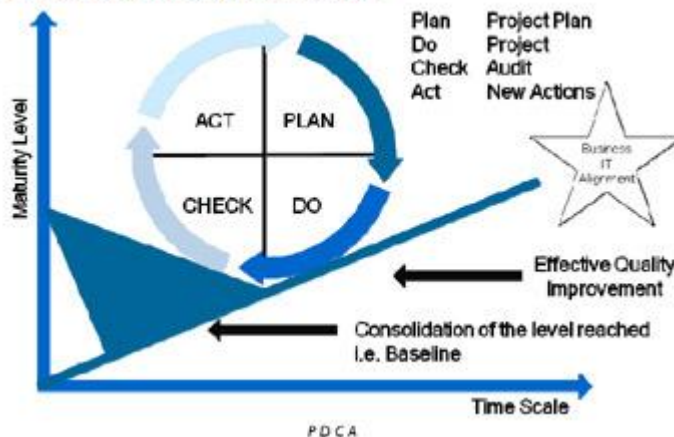 Plan Project Plan
Do Project
Check Audit
Act New Actions
Maturity Level
ACT PLAN
CHECK DO
Business
IT
Alignment
Effective Quality
Improvement
Consolidation of the level reached
i.e. Baseline
Time Scale
PDCA